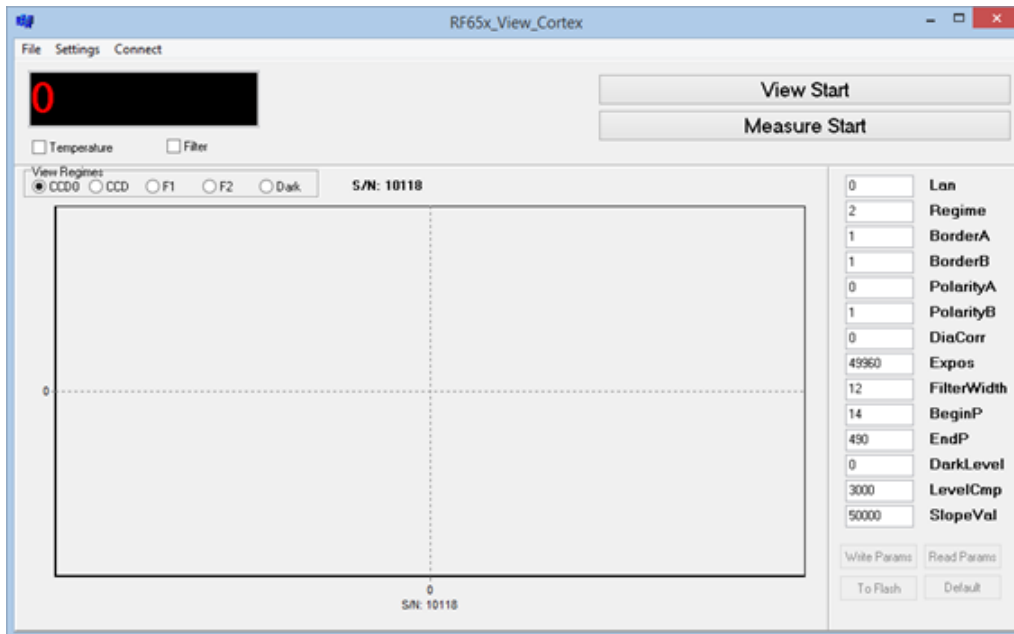 RF65x_View_Cortex
File Settings Connect
0
View Start
Measure Start
Temperature Filter
View Regimes
CCD0 CCD F1 F2 Dark S/N: 10118
0 Lan
2 Regime
1 BorderA
1 BorderB
0 PolarityA
1 PolarityB
0 DiaCorr
49960 Expos
0
12 FilterWidth
14 BeginP
490 EndP
0 DarkLevel
3000 LevelCmp
50000 SlopeVal
Write Params Read Params
To Flash Default
0
S/N: 10118